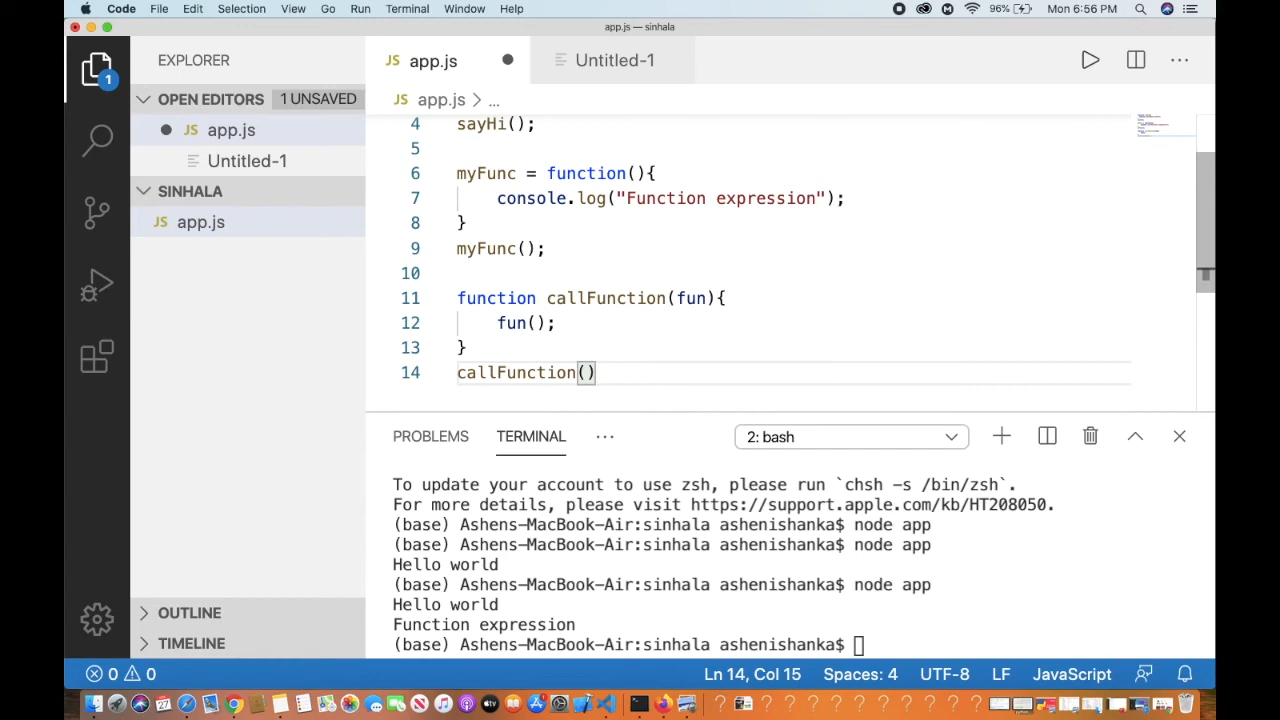 Code File Edit Selection View Go Run Terminal Window Help 96% Mon 6:56 PM
app.js — sinhala
EXPLORER
OPEN EDITORS 1 UNSAVED
JS app.js
Untitled-1
SINHALA
JS app.js
OUTLINE
TIMELINE
1
JS app.js Untitled-1
JS app.js > ...
4 sayHi();
5
6 myFunc = function(){
7 console.log("Function expression");
8 }
9 myFunc();
10
11 function callFunction(fun){
12 fun();
13 }
14 callFunction()
PROBLEMS TERMINAL ... 2: bash
To update your account to use zsh, please run `chsh -s /bin/zsh`.
For more details, please visit https://support.apple.com/kb/HT208050.
(base) Ashens-MacBook-Air:sinhala ashenishanka$ node app
(base) Ashens-MacBook-Air:sinhala ashenishanka$ node app
Hello world
(base) Ashens-MacBook-Air:sinhala ashenishanka$ node app
Hello world
Function expression
(base) Ashens-MacBook-Air:sinhala ashenishanka$
0 0 Ln 14, Col 15 Spaces: 4 UTF-8 LF JavaScript